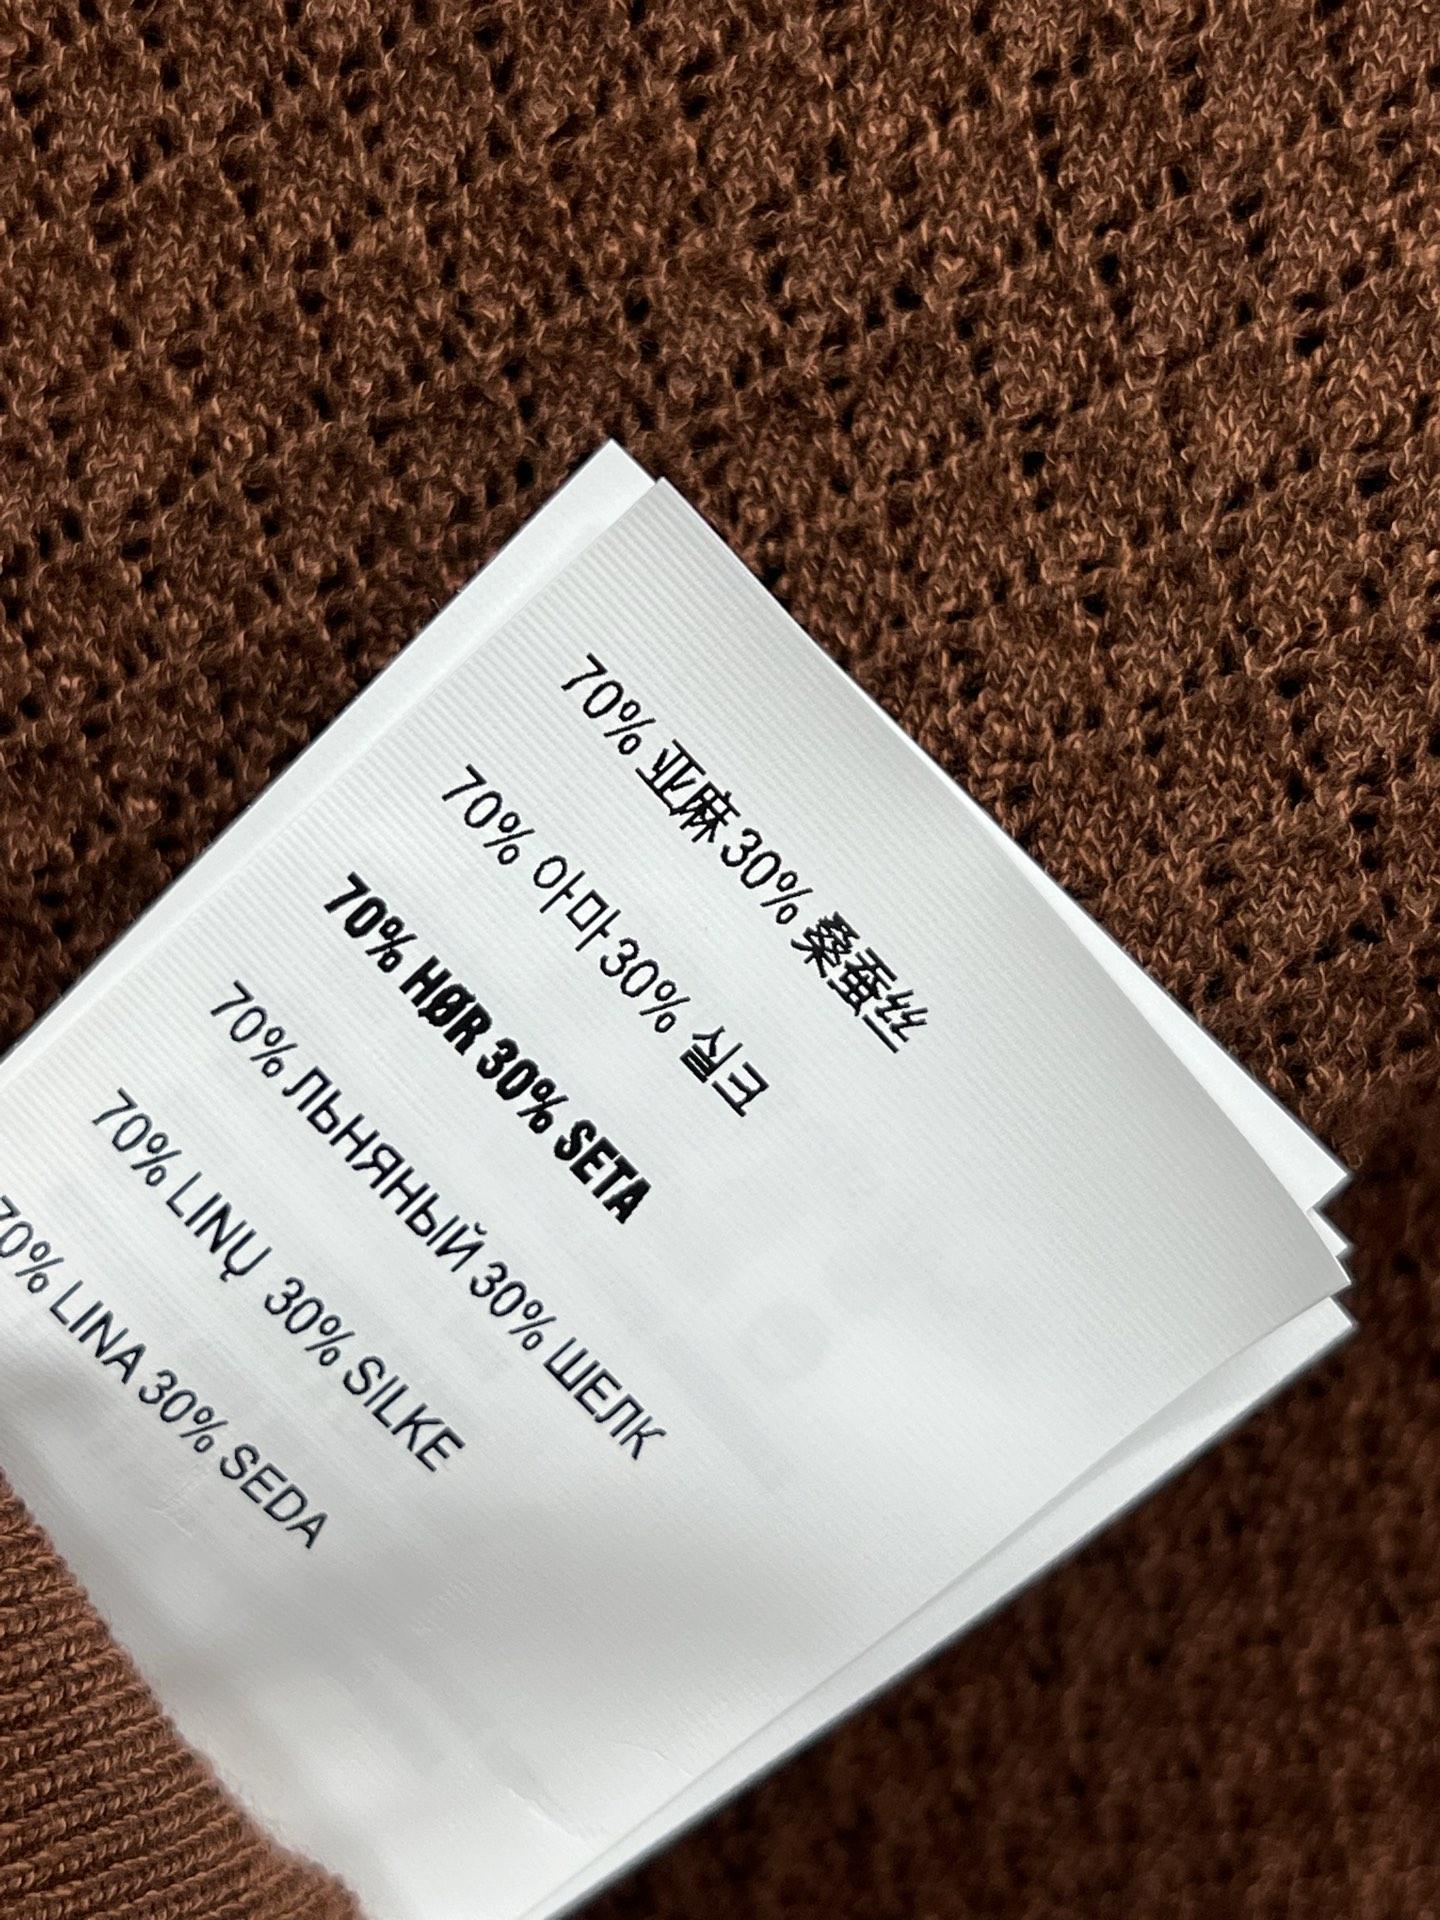 70% 亚麻 30% 桑蚕丝
70% 아마 30% 실크
70% HØR 30% SETA
70% ЛЬНЯНЫЙ 30% ШЕЛК
70% LINŲ 30% SILKE
70% LINA 30% SEDA